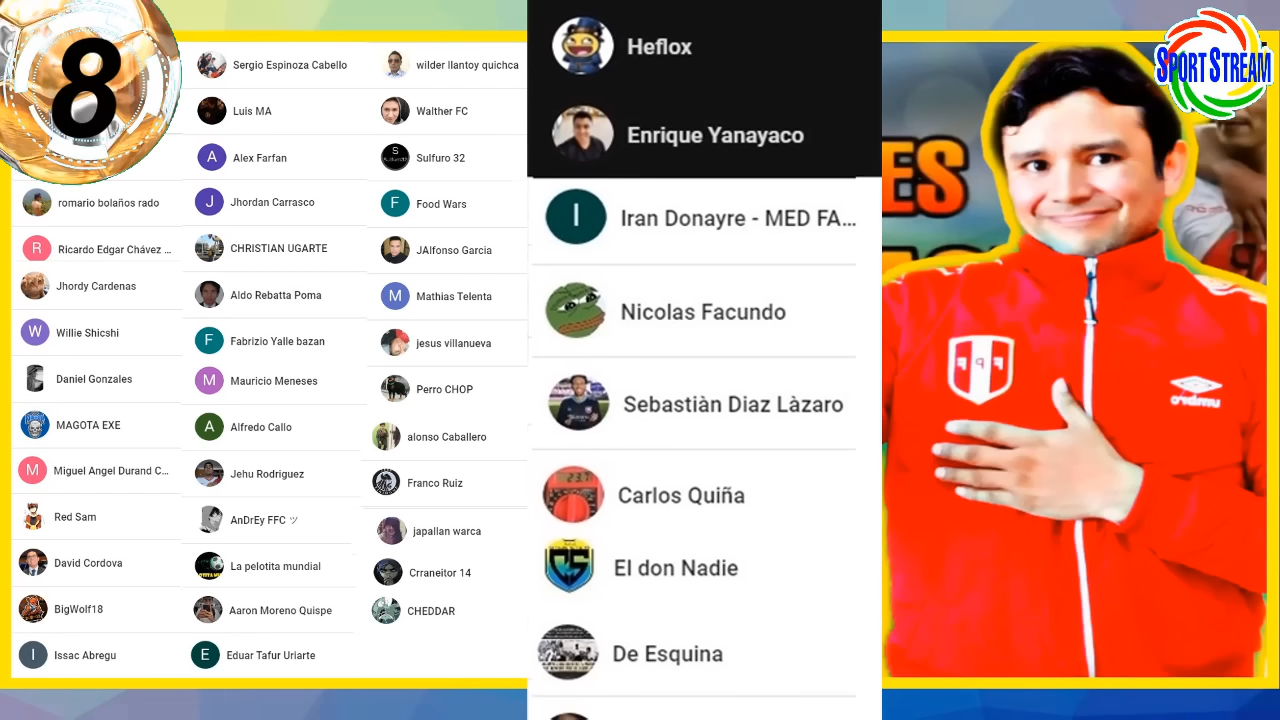 8
romario bolaños rado
Ricardo Edgar Chávez ...
Jhordy Cardenas
Willie Shicshi
Daniel Gonzales
MAGOTA EXE
Miguel Angel Durand C...
Red Sam
David Cordova
BigWolf18
Issac Abregu
Sergio Espinoza Cabello
Luis MA
Alex Farfan
Jhordan Carrasco
CHRISTIAN UGARTE
Aldo Rebatta Poma
Fabrizio Yalle bazan
Mauricio Meneses
Alfredo Callo
Jehu Rodriguez
AnDrEy FFC ツ
La pelotita mundial
Aaron Moreno Quispe
Eduar Tafur Uriarte
wilder llantoy quichca
Walther FC
Sulfuro 32
Food Wars
JAlfonso Garcia
Mathias Telenta
jesus villanueva
Perro CHOP
alonso Caballero
Franco Ruiz
japallan warca
Crraneitor 14
CHEDDAR
R
W
M
A
J
F
M
A
E
F
M
Heflox
Enrique Yanayaco
I
Iran Donayre - MED FA...
Nicolas Facundo
Sebastiàn Diaz Làzaro
Carlos Quiña
El don Nadie
De Esquina
SPORT STREAM
ES
umbro